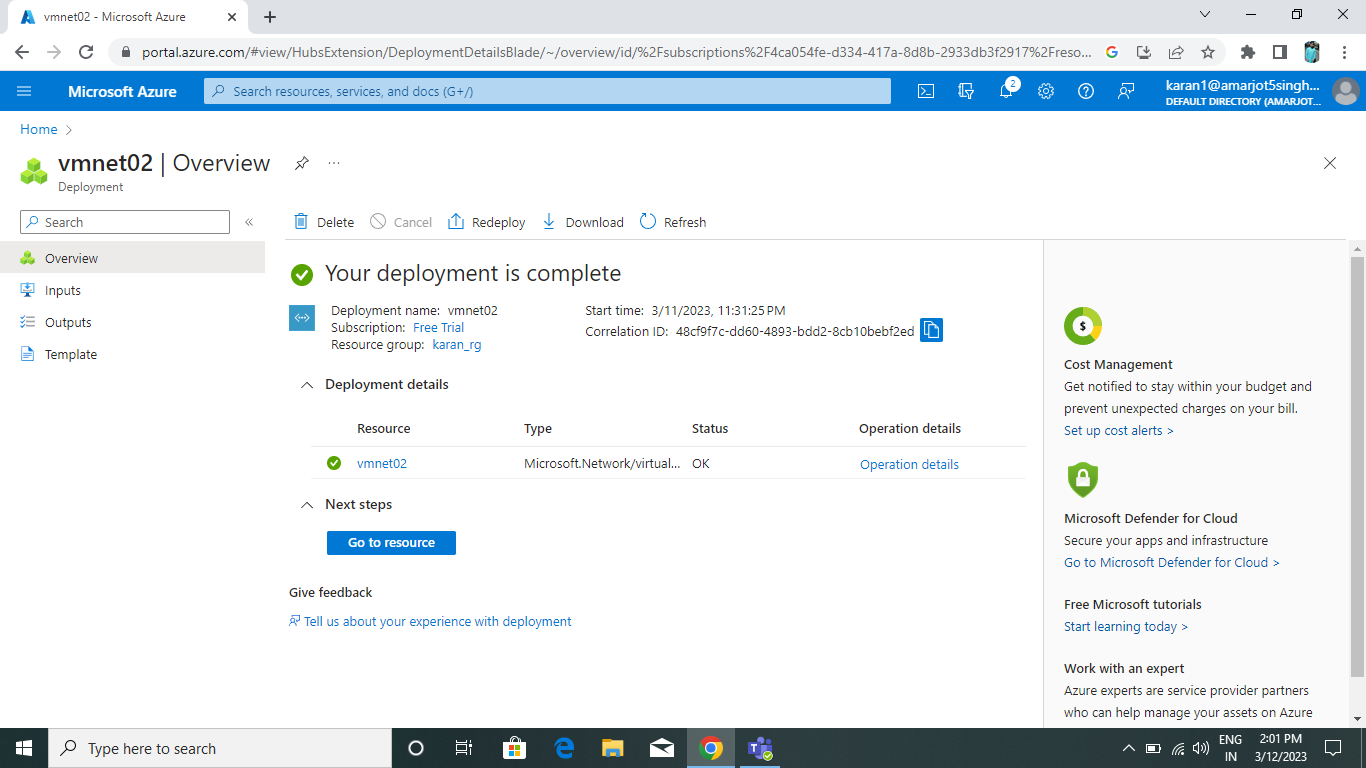 vmnet02 - Microsoft Azure
portal.azure.com/#view/HubsExtension/DeploymentDetailsBlade/~/overview/id/%2Fsubscriptions%2F4ca054fe-d334-417a-8d8b-2933db3f2917%2Freso...
Microsoft Azure
Search resources, services, and docs (G+/)
2
karan1@amarjot5singh...
DEFAULT DIRECTORY (AMARJOT...
Home >
vmnet02 | Overview
...
Deployment
Search
«
Delete Cancel Redeploy Download Refresh
Overview
Inputs
Outputs
Template
Your deployment is complete
Deployment name: vmnet02
Subscription: Free Trial
Resource group: karan_rg
Start time: 3/11/2023, 11:31:25 PM
Correlation ID: 48cf9f7c-dd60-4893-bdd2-8cb10bebf2ed
Deployment details
Resource Type Status Operation details
vmnet02 Microsoft.Network/virtual... OK Operation details
Next steps
Go to resource
Give feedback
Tell us about your experience with deployment
$
Cost Management
Get notified to stay within your budget and
prevent unexpected charges on your bill.
Set up cost alerts >
Microsoft Defender for Cloud
Secure your apps and infrastructure
Go to Microsoft Defender for Cloud >
Free Microsoft tutorials
Start learning today >
Work with an expert
Azure experts are service provider partners
who can help manage your assets on Azure
Type here to search
ENG
IN
2:01 PM
3/12/2023